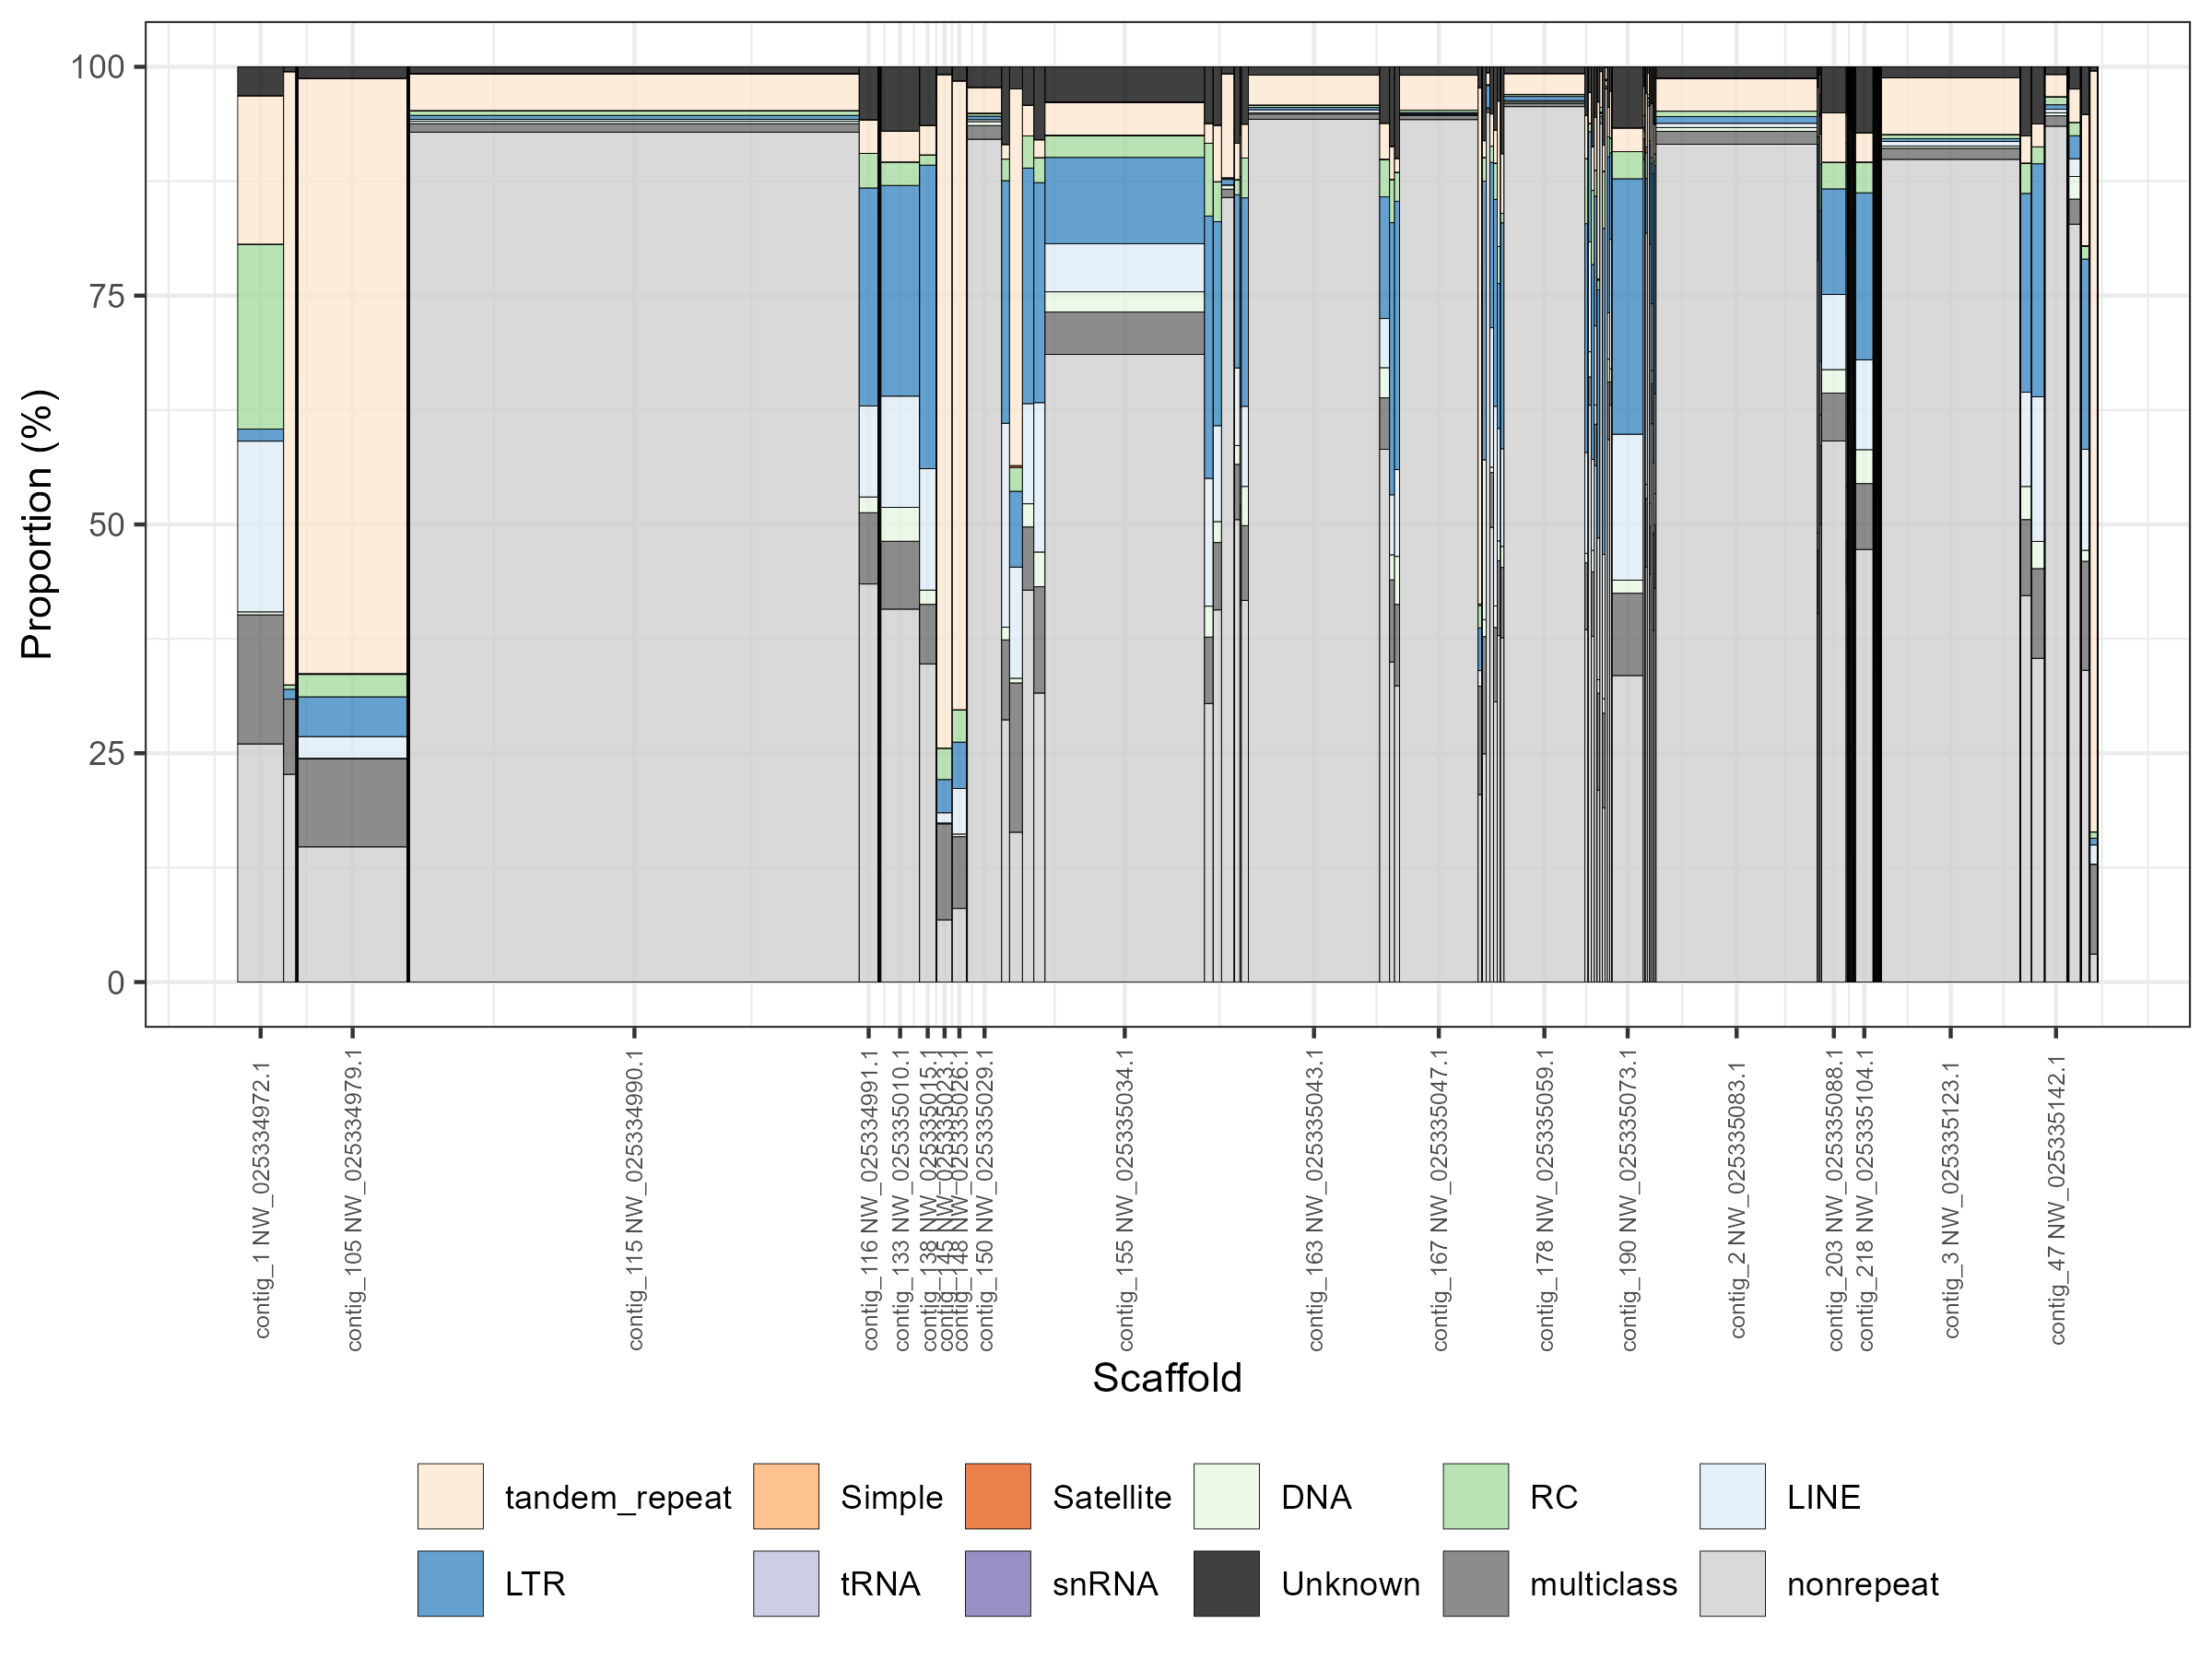 100
75
50
25
0
Proportion (%)
contig_1 NW_025334972.1
contig_105 NW_025334979.1
contig_115 NW_025334990.1
contig_116 NW_025334991.1
contig_133 NW_025335010.1
contig_138 NW_025335015.1
contig_145 NW_025335023.1
contig_148 NW_025335026.1
contig_150 NW_025335029.1
contig_155 NW_025335034.1
contig_163 NW_025335043.1
contig_167 NW_025335047.1
contig_178 NW_025335059.1
contig_190 NW_025335073.1
contig_2 NW_025335083.1
contig_203 NW_025335088.1
contig_218 NW_025335104.1
contig_3 NW_025335123.1
contig_47 NW_025335142.1
Scaffold
tandem_repeat Simple Satellite DNA RC LINE
LTR tRNA snRNA Unknown multiclass nonrepeat